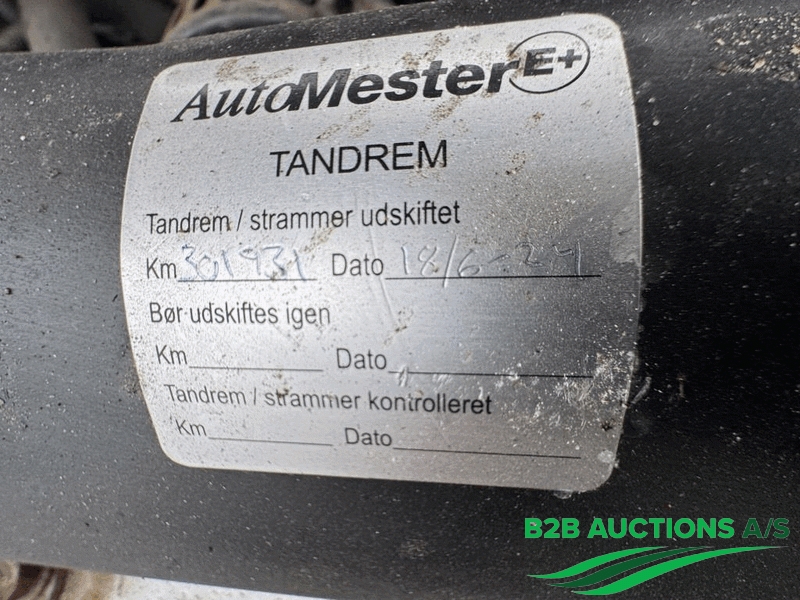 AutoMester E+
TANDREM
Tandrem / strammer udskiftet
Km 301931 Dato 18/6-24
Bør udskiftes igen
Km Dato
Tandrem / strammer kontrolleret
Km Dato
B2B AUCTIONS A/S